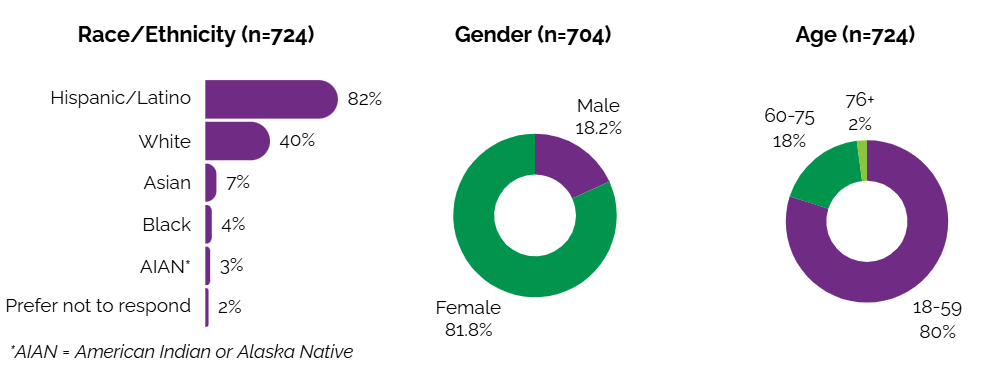 Race/Ethnicity (n=724)
Hispanic/Latino
82%
White
40%
Asian
7%
Black
4%
AIAN*
3%
Prefer not to respond
2%
*AIAN = American Indian or Alaska Native
Gender (n=704)
Male
18.2%
Female
81.8%
Age (n=724)
76+
2%
60-75
18%
18-59
80%